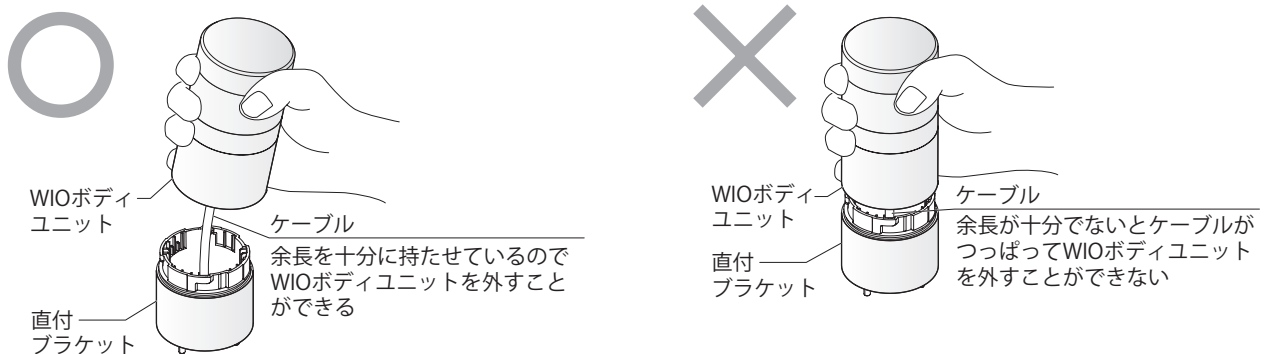 WIOボディ
ユニット
ケーブル
余長を十分に持たせているので
WIOボディユニットを外すこと
ができる
直付
ブラケット
WIOボディ
ユニット
ケーブル
余長が十分でないとケーブルが
つっぱってWIOボディユニット
を外すことができない
直付
ブラケット